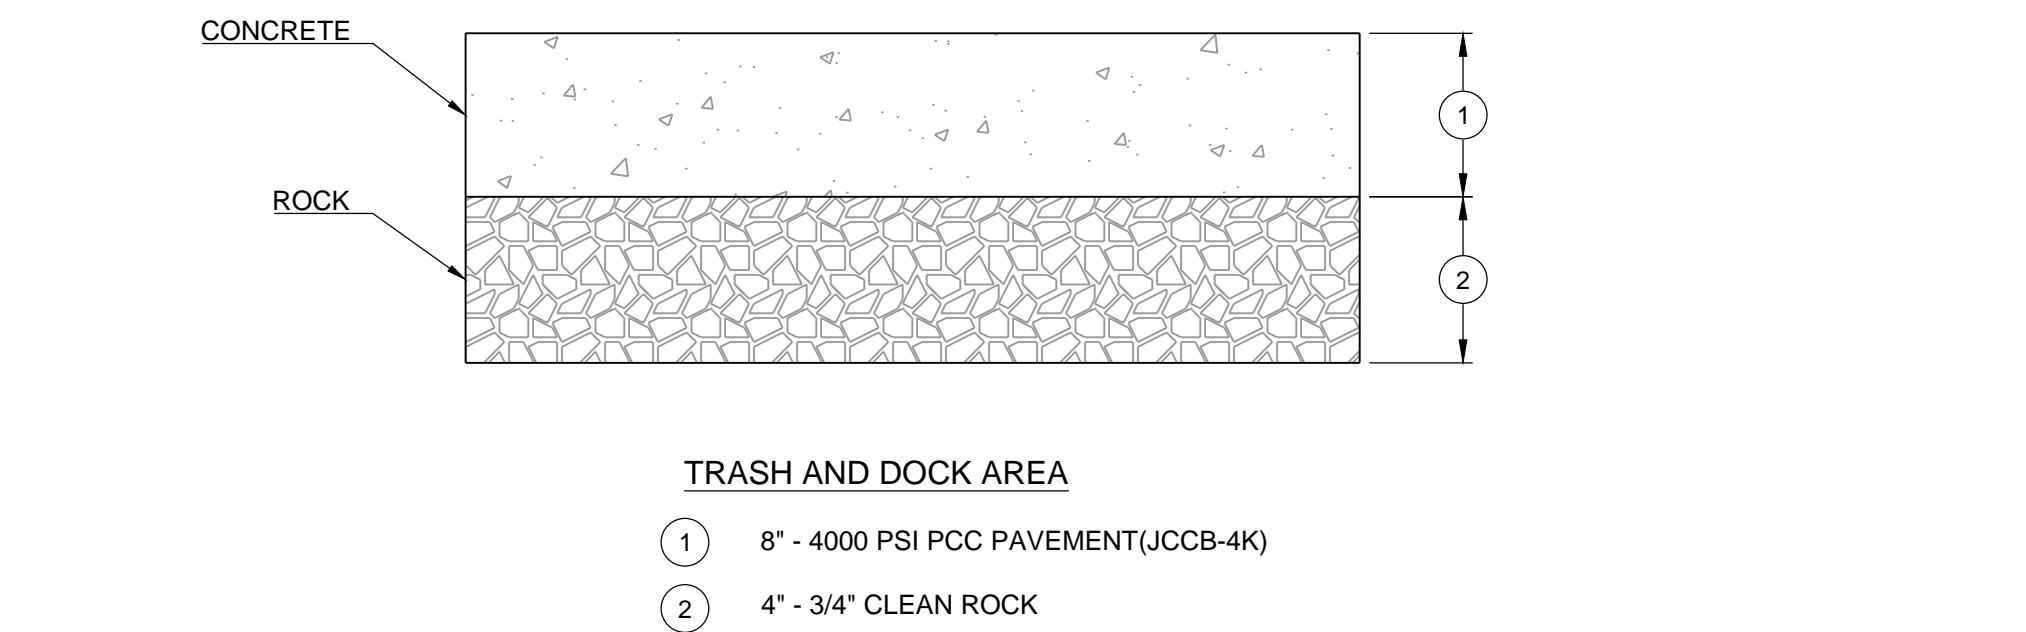 CONCRETE
1
ROCK
2
TRASH AND DOCK AREA
1 8" - 4000 PSI PCC PAVEMENT(JCCB-4K)
2 4" - 3/4" CLEAN ROCK